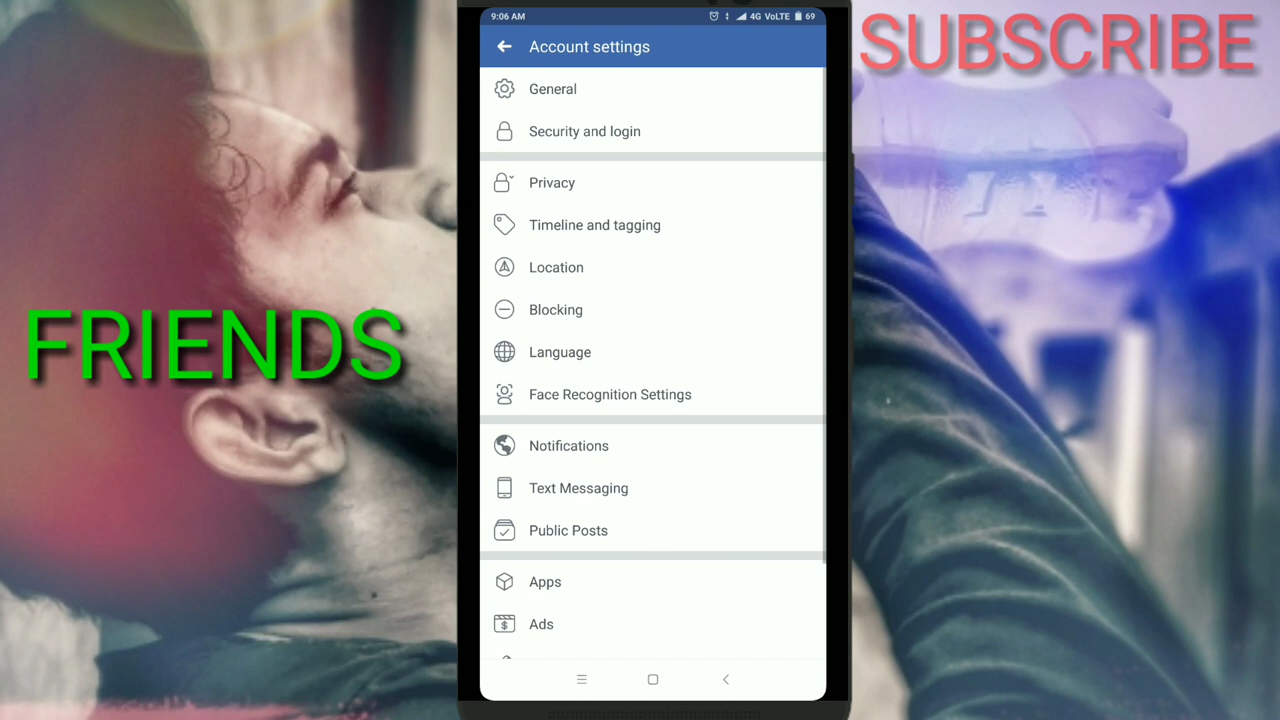 9:06 AM 4G VoLTE 69
Account settings
General
Security and login
Privacy
Timeline and tagging
Location
Blocking
Language
Face Recognition Settings
Notifications
Text Messaging
Public Posts
Apps
Ads
FRIENDS
SUBSCRIBE